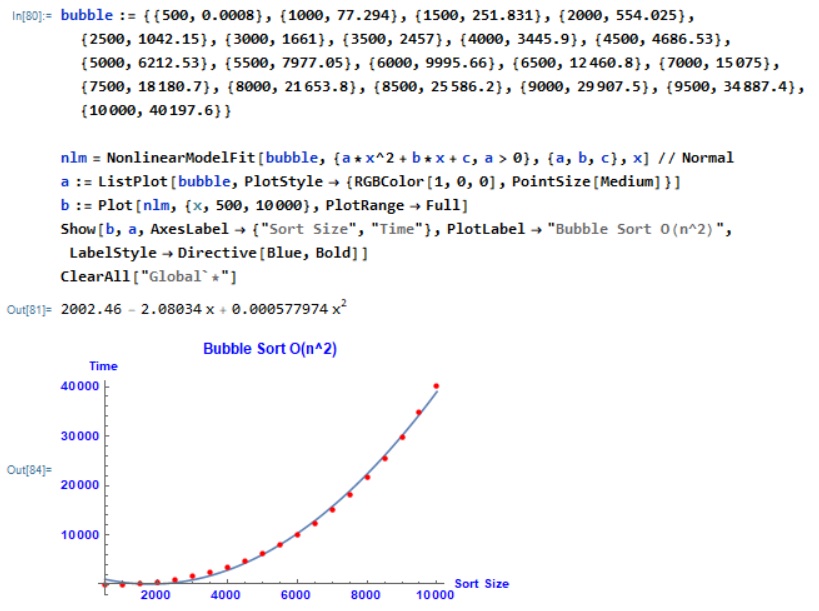 In[80]:= bubble := {{500, 0.0008}, {1000, 77.294}, {1500, 251.831}, {2000, 554.025},
{2500, 1042.15}, {3000, 1661}, {3500, 2457}, {4000, 3445.9}, {4500, 4686.53},
{5000, 6212.53}, {5500, 7977.05}, {6000, 9995.66}, {6500, 12460.8}, {7000, 15075},
{7500, 18180.7}, {8000, 21653.8}, {8500, 25586.2}, {9000, 29907.5}, {9500, 34887.4},
{10000, 40197.6}}
nlm = NonlinearModelFit[bubble, {a*x^2 + b*x + c, a > 0}, {a, b, c}, x] // Normal
a := ListPlot[bubble, PlotStyle → {RGBColor[1, 0, 0], PointSize[Medium]}]
b := Plot[nlm, {x, 500, 10000}, PlotRange → Full]
Show[b, a, AxesLabel → {"Sort Size", "Time"}, PlotLabel → "Bubble Sort O(n^2)",
LabelStyle → Directive[Blue, Bold]]
ClearAll["Global`*"]
Out[81]= 2002.46 - 2.08034 x + 0.000577974 x²
Bubble Sort O(n^2)
Time
40000
30000
Out[84]=
20000
10000
2000 4000 6000 8000 10000
Sort Size